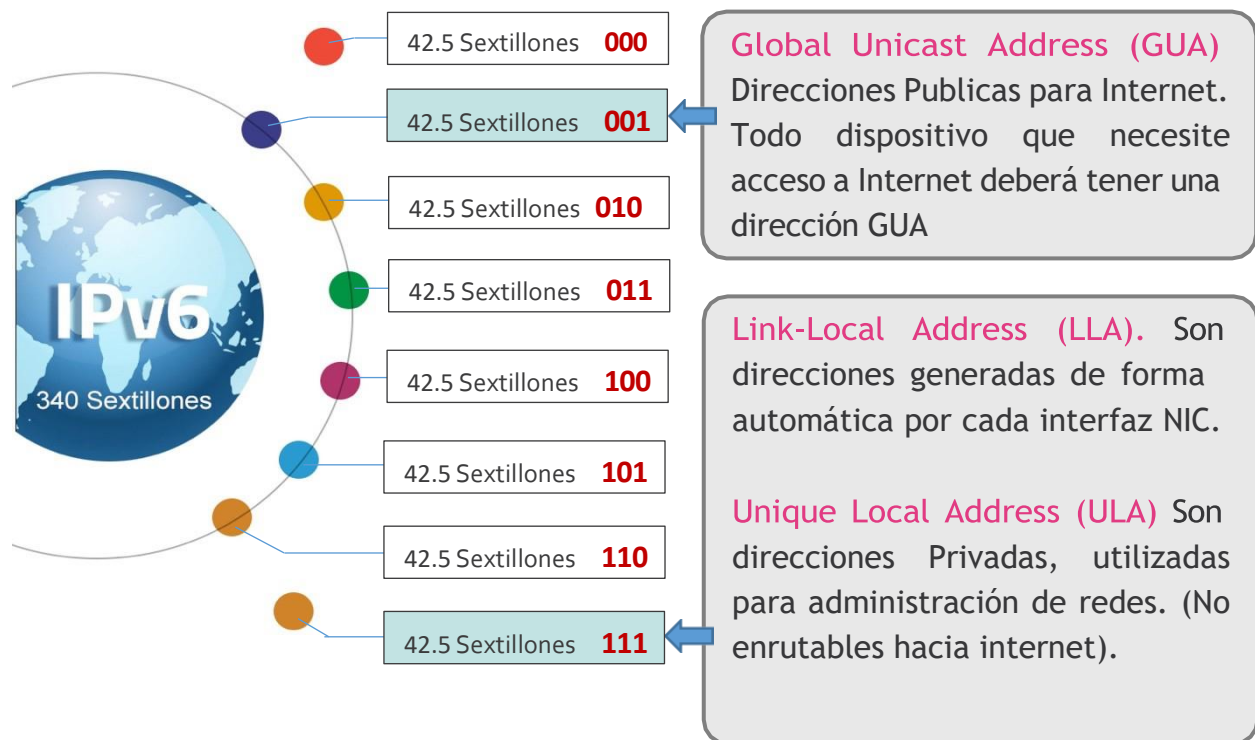 IPv6
340 Sextillones
42.5 Sextillones 000
42.5 Sextillones 001
42.5 Sextillones 010
42.5 Sextillones 011
42.5 Sextillones 100
42.5 Sextillones 101
42.5 Sextillones 110
42.5 Sextillones 111
Global Unicast Address (GUA)
Direcciones Publicas para Internet.
Todo dispositivo que necesite
acceso a Internet deberá tener una
dirección GUA
Link-Local Address (LLA). Son
direcciones generadas de forma
automática por cada interfaz NIC.
Unique Local Address (ULA) Son
direcciones Privadas, utilizadas
para administración de redes. (No
enrutables hacia internet).